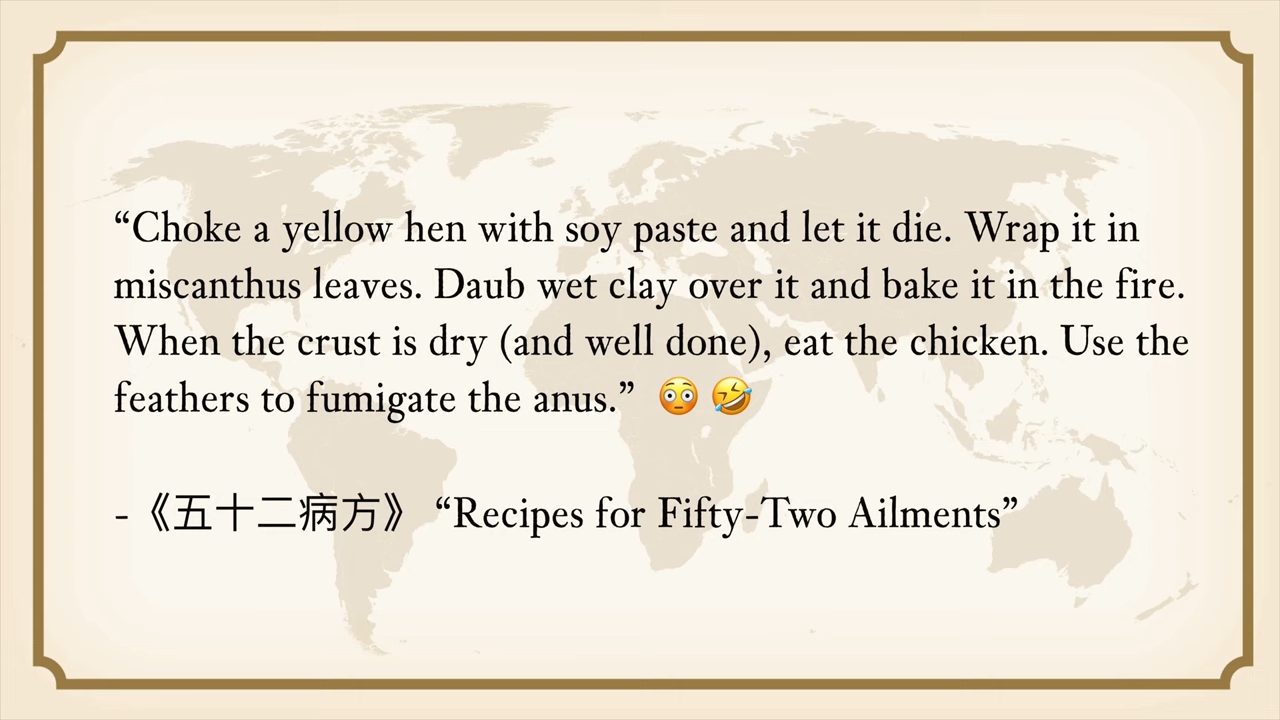 “Choke a yellow hen with soy paste and let it die. Wrap it in
miscanthus leaves. Daub wet clay over it and bake it in the fire.
When the crust is dry (and well done), eat the chicken. Use the
feathers to fumigate the anus.” 😳 🤣
-《五十二病方》 “Recipes for Fifty-Two Ailments”